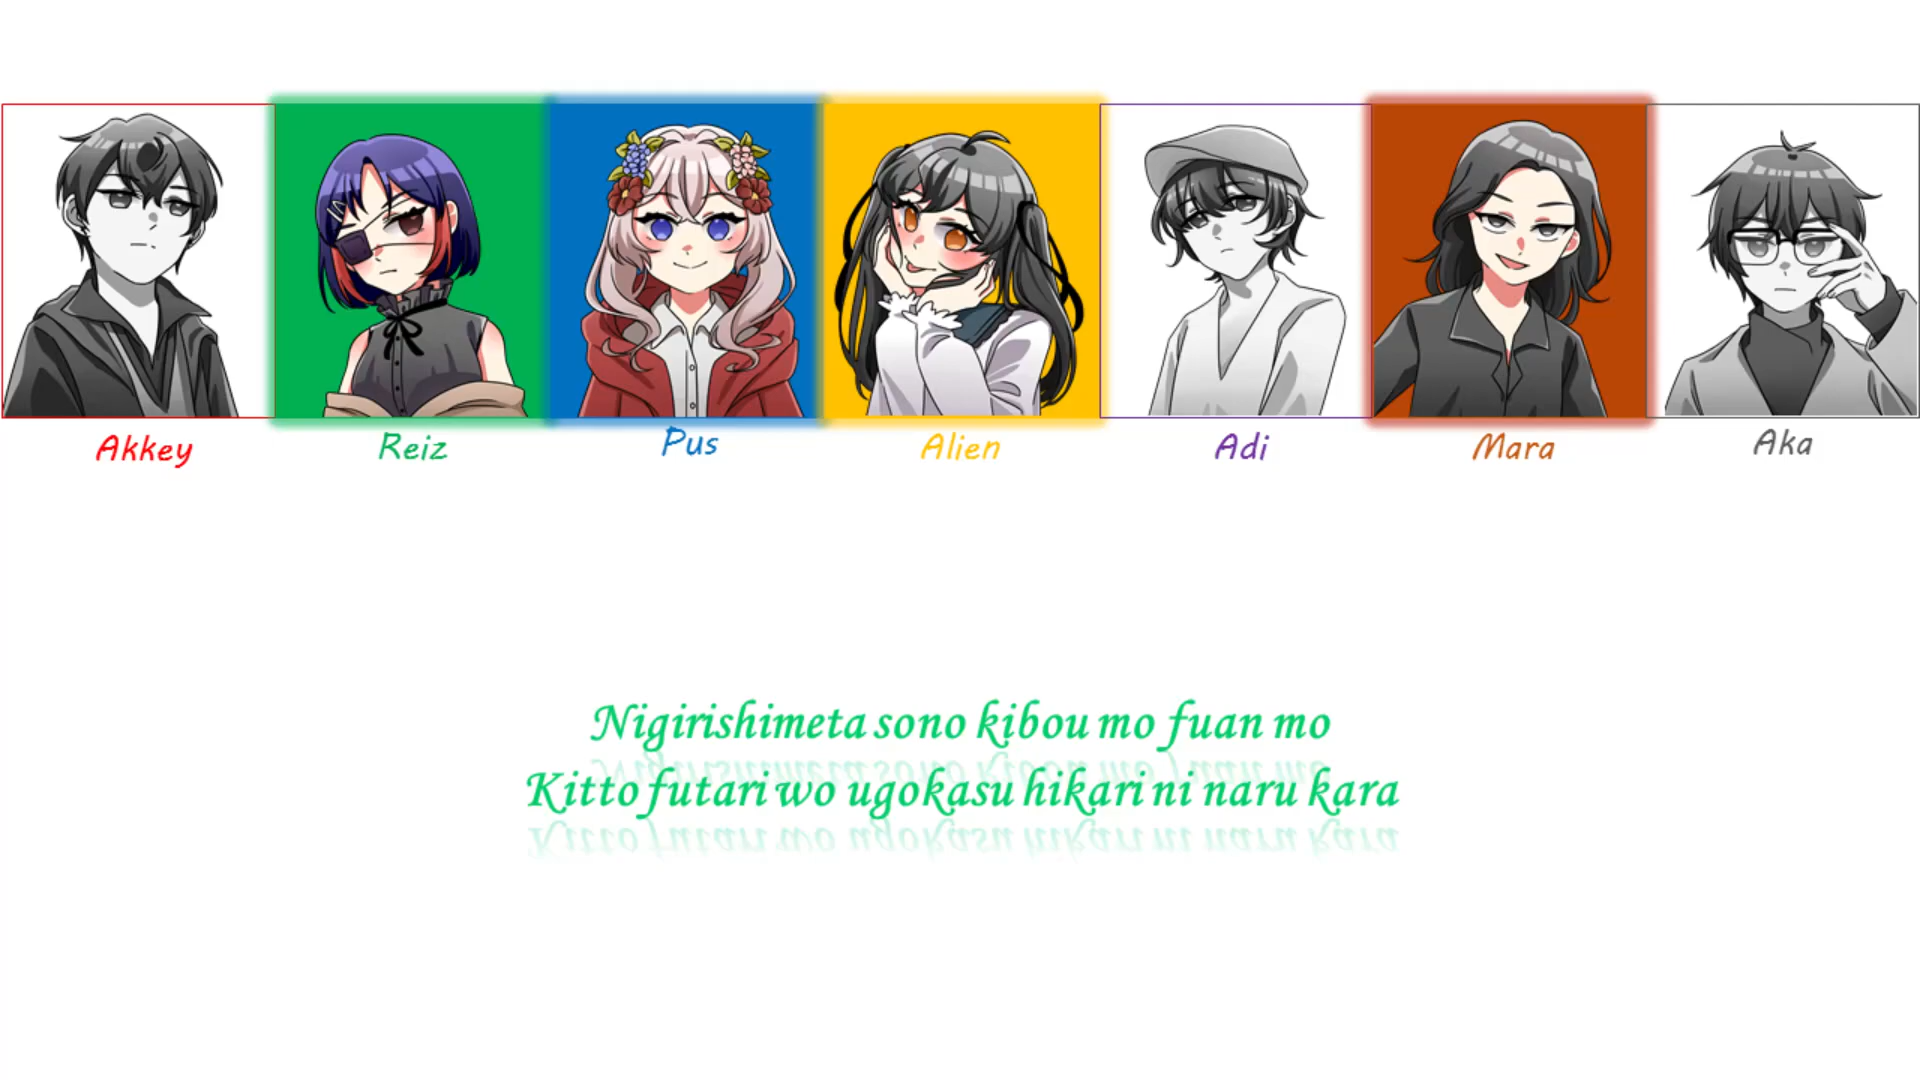 Akkey
Reiz
Pus
Alien
Adi
Mara
Aka
Nigirishimeta sono kibou mo fuan mo
Kitto futari wo ugokasu hikari ni naru kara